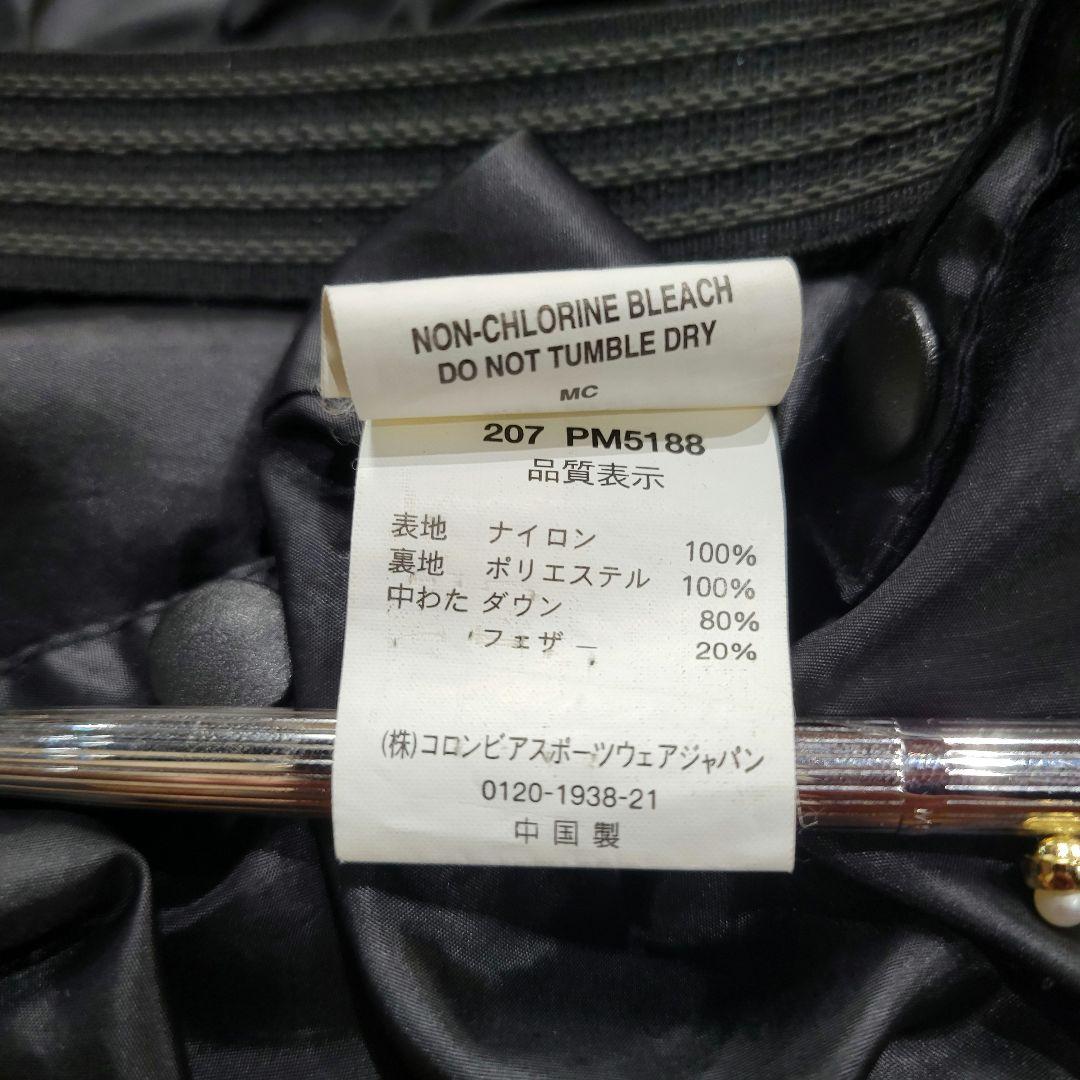 NON-CHLORINE BLEACH
DO NOT TUMBLE DRY
MC
207 PM5188
品質表示
表地 ナイロン 100%
裏地 ポリエステル 100%
中わた ダウン 80%
フェザー 20%
(株)コロンビアスポーツウェアジャパン
0120-1938-21
中国製